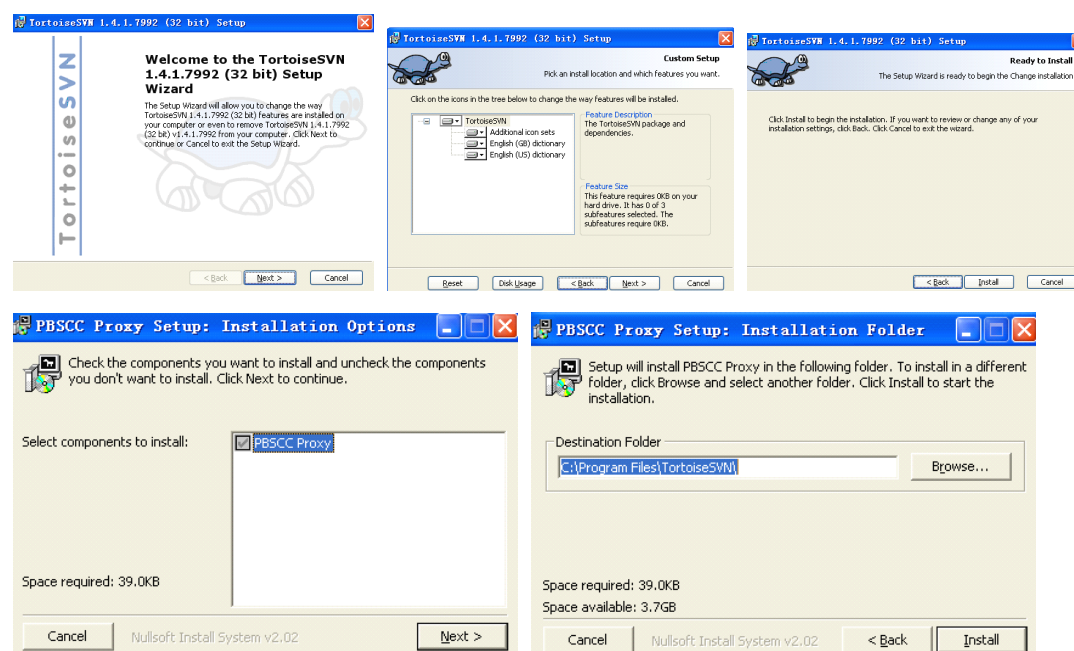 TortoiseSVN 1.4.1.7992 (32 bit) Setup
TortoiseSVN
Welcome to the TortoiseSVN
1.4.1.7992 (32 bit) Setup
Wizard
The Setup Wizard will allow you to change the way
TortoiseSVN 1.4.1.7992 (32 bit) features are installed on
your computer or even to remove TortoiseSVN 1.4.1.7992
(32 bit) v1.4.1.7992 from your computer. Click Next to
continue or Cancel to exit the Setup Wizard.
< Back
Next >
Cancel
TortoiseSVN 1.4.1.7992 (32 bit) Setup
Custom Setup
Pick an install location and which features you want.
Click on the icons in the tree below to change the way features will be installed.
TortoiseSVN
Additional icon sets
English (GB) dictionary
English (US) dictionary
Feature Description
The TortoiseSVN package and
dependencies.
Feature Size
This feature requires 0KB on your
hard drive. It has 0 of 3
subfeatures selected. The
subfeatures require 0KB.
Reset
Disk Usage
< Back
Next >
Cancel
TortoiseSVN 1.4.1.7992 (32 bit) Setup
Ready to Install
The Setup Wizard is ready to begin the Change installation
Click Install to begin the installation. If you want to review or change any of your
installation settings, click Back. Click Cancel to exit the wizard.
< Back
Install
Cancel
PBSCC Proxy Setup: Installation Options
Check the components you want to install and uncheck the components
you don't want to install. Click Next to continue.
Select components to install:
PBSCC Proxy
Space required: 39.0KB
Cancel
Nullsoft Install System v2.02
Next >
PBSCC Proxy Setup: Installation Folder
Setup will install PBSCC Proxy in the following folder. To install in a different
folder, click Browse and select another folder. Click Install to start the
installation.
Destination Folder
C:\Program Files\TortoiseSVN\
Browse...
Space required: 39.0KB
Space available: 3.7GB
Cancel
Nullsoft Install System v2.02
< Back
Install